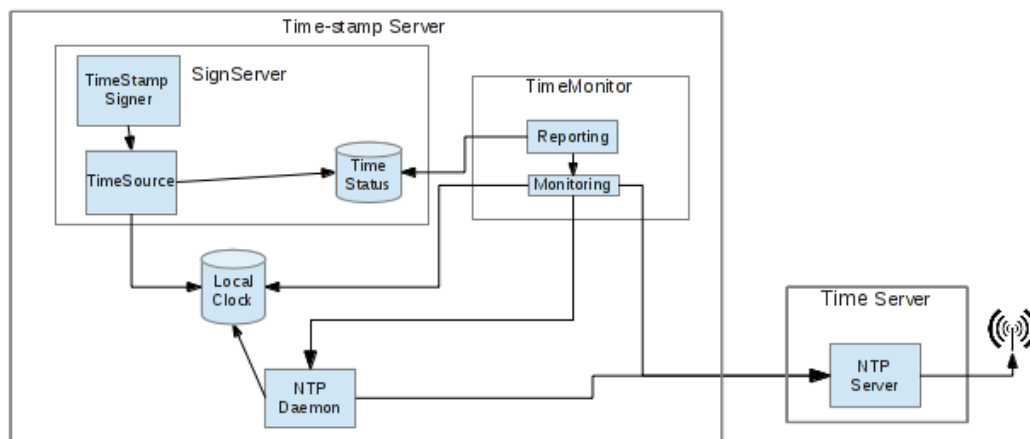 Time-stamp Server
SignServer
TimeStamp
Signer
TimeSource
Time
Status
TimeMonitor
Reporting
Monitoring
Local
Clock
NTP
Daemon
Time Server
NTP
Server